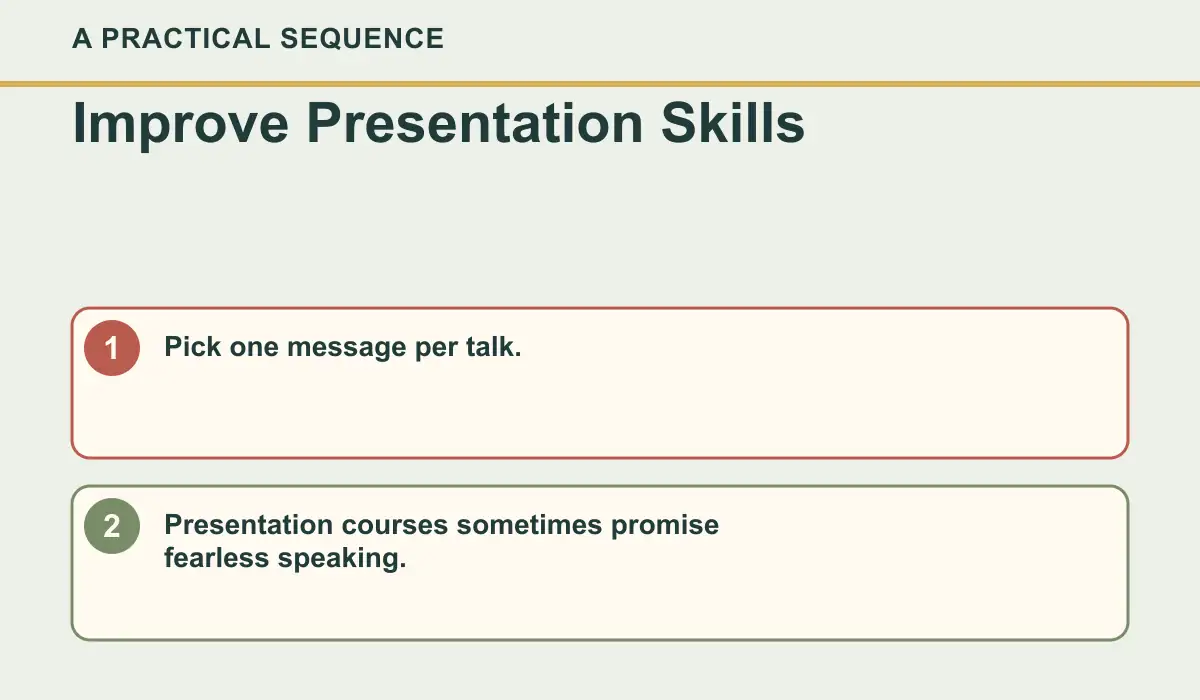 A PRACTICAL SEQUENCE
Improve Presentation Skills
1
Pick one message per talk.
2
Presentation courses sometimes promise
fearless speaking.